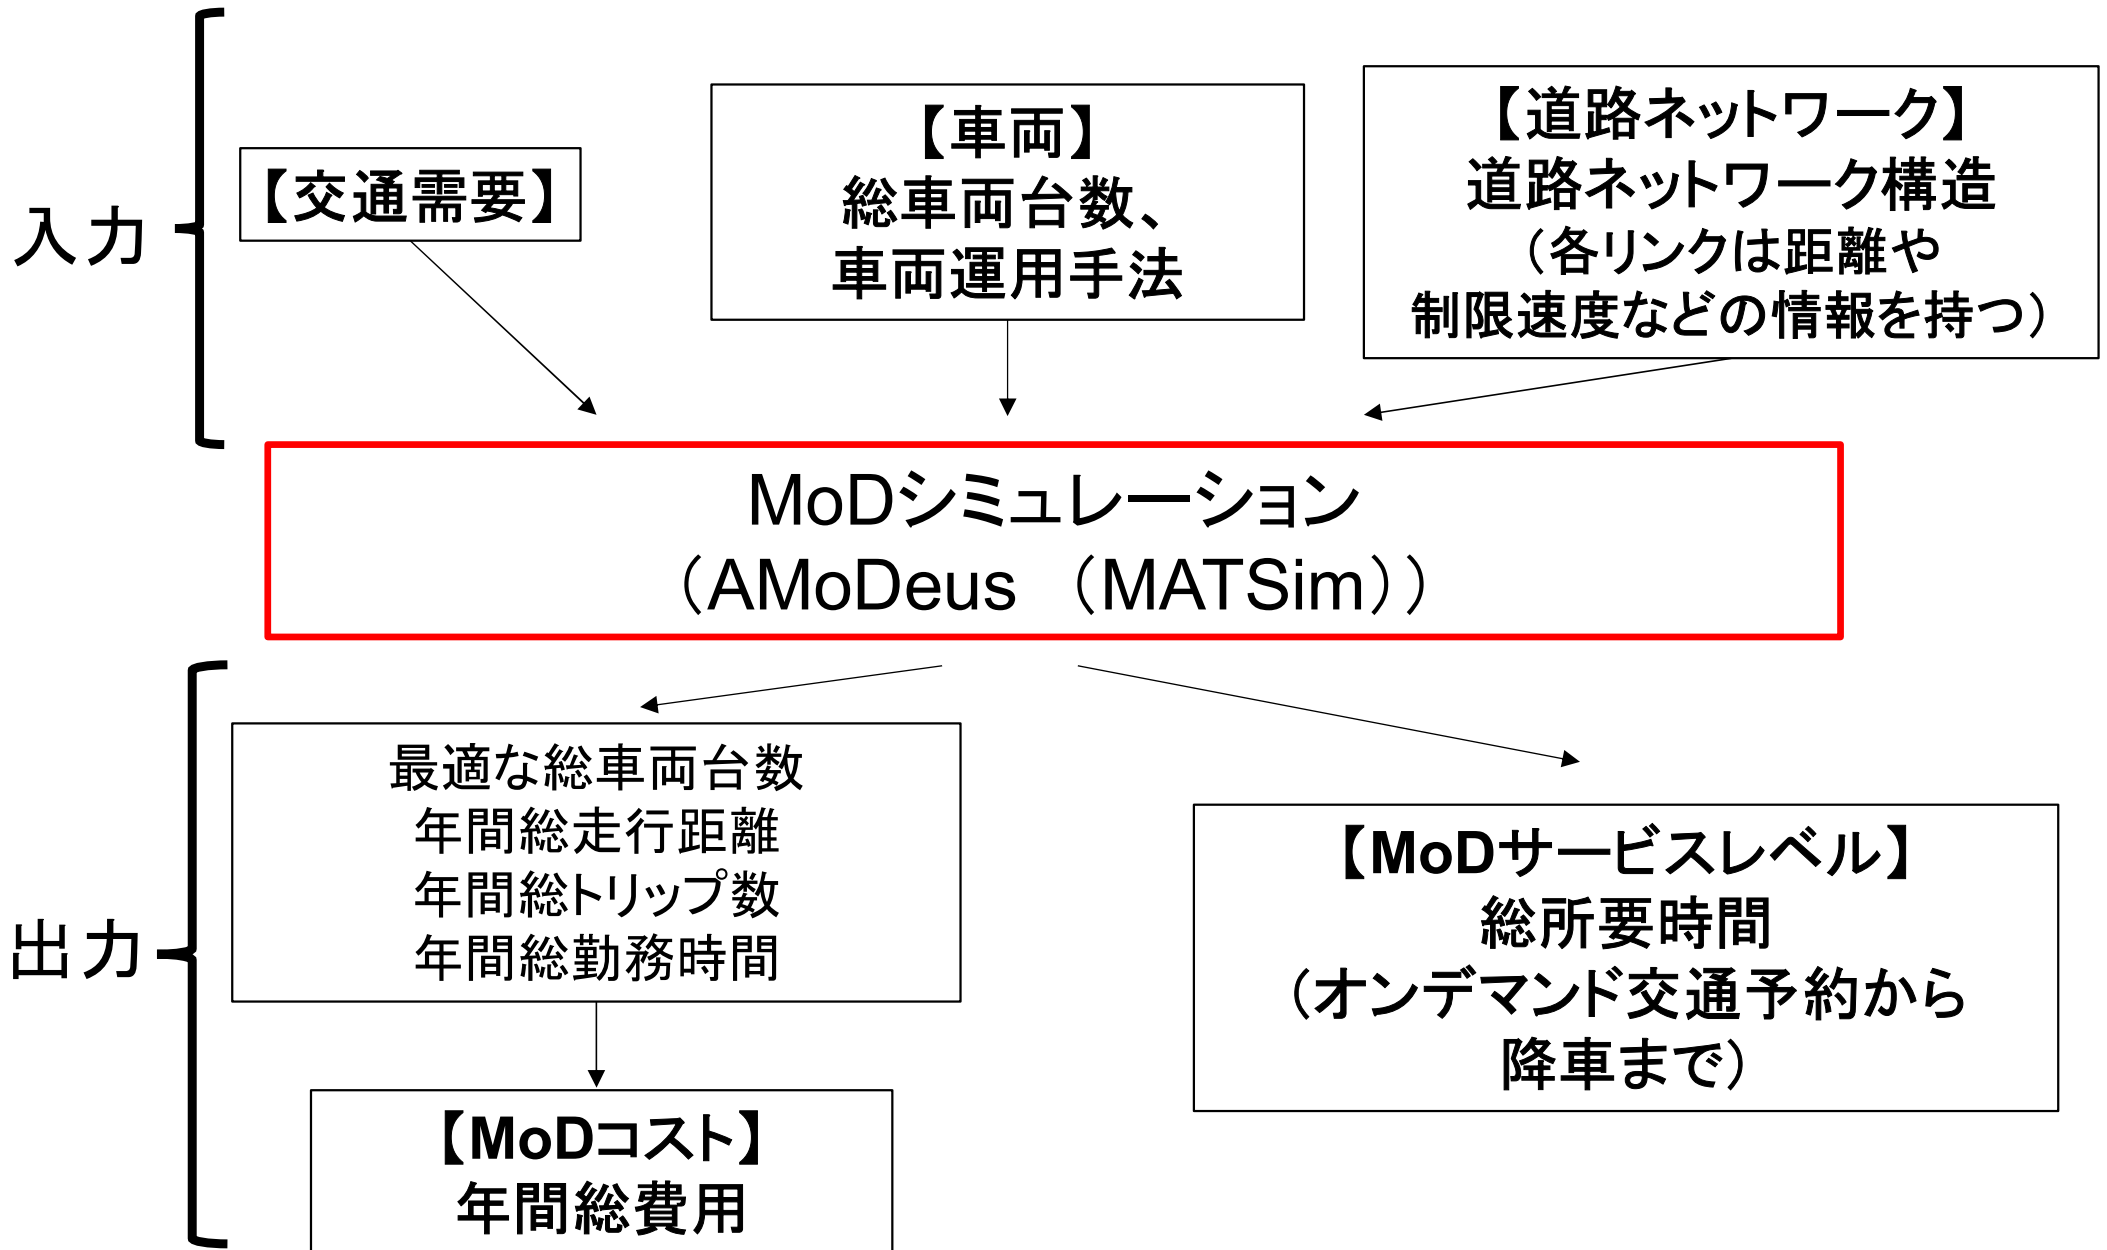 入力
【交通需要】
【車両】
総車両台数、
車両運用手法
【道路ネットワーク】
道路ネットワーク構造
（各リンクは距離や
制限速度などの情報を持つ）
MoDシミュレーション
（AMoDeus （MATSim））
出力
最適な総車両台数
年間総走行距離
年間総トリップ数
年間総勤務時間
【MoDコスト】
年間総費用
【MoDサービスレベル】
総所要時間
（オンデマンド交通予約から
降車まで）